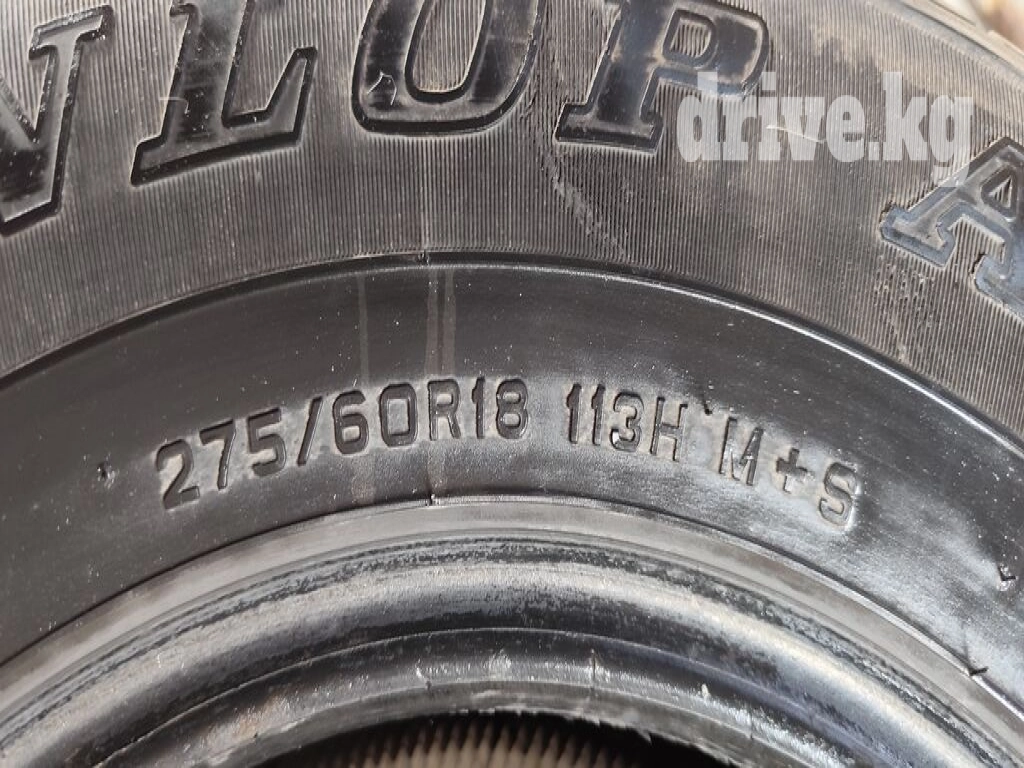 NLOP A
drive.kg
275/60R18 113H M+S